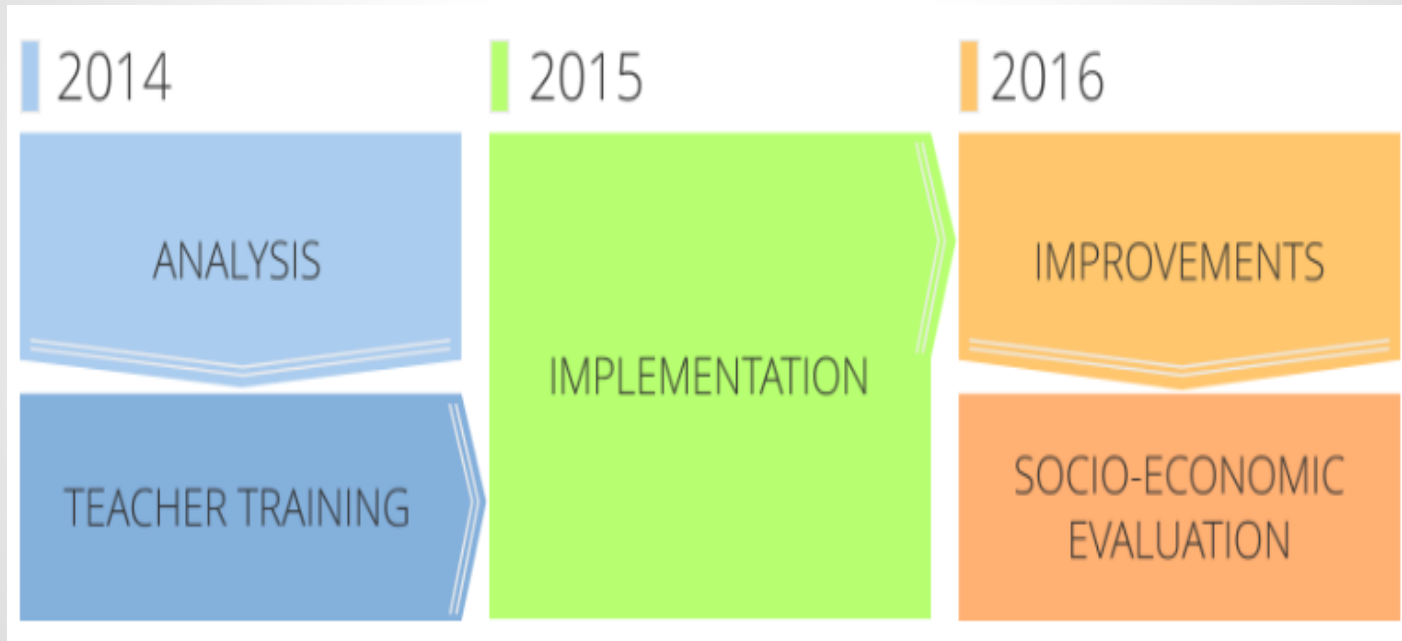 2014
ANALYSIS
TEACHER TRAINING
2015
IMPLEMENTATION
2016
IMPROVEMENTS
SOCIO-ECONOMIC
EVALUATION